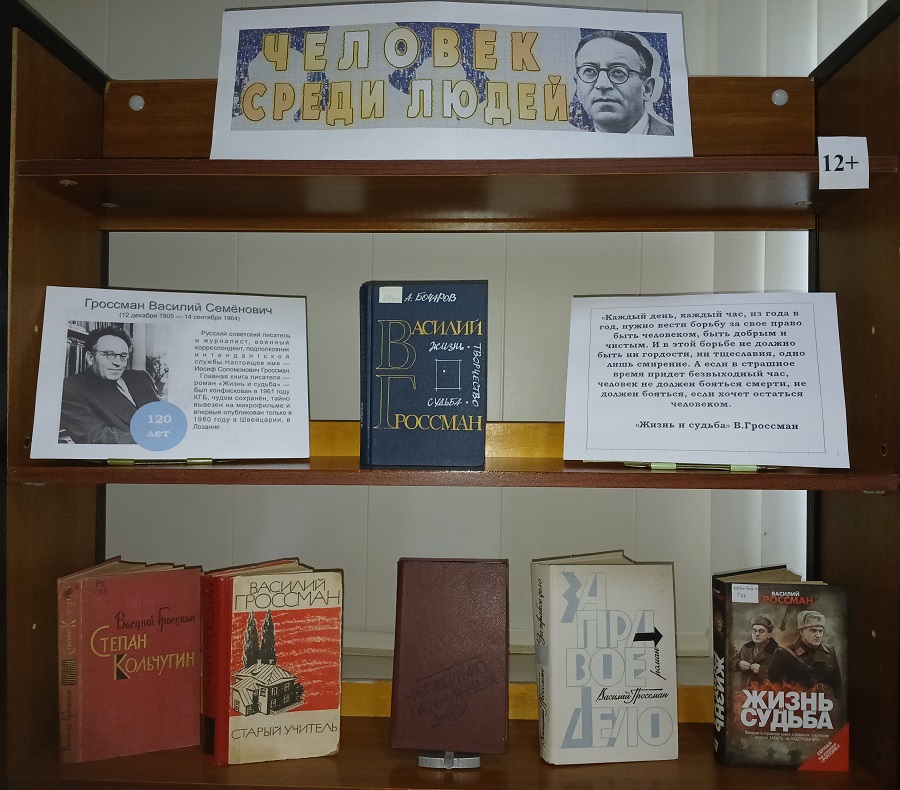 ЧЕЛОВЕК
СРЕДИ ЛЮДЕЙ
12+
Гроссман Василий Семёнович
(12 декабря 1905 — 14 сентября 1964)
Русский советский писатель
и журналист, военный
корреспондент, подполковник
интендантской
службы. Настоящее имя —
Иосиф Соломонович Гроссман.
Главная книга писателя —
роман «Жизнь и судьба» —
был конфискован в 1961 году
КГБ, чудом сохранён, тайно
вывезен на микрофильме и
впервые опубликован только в
1980 году в Швейцарии, в
Лозанне.
120
лет
А. БОЧАРОВ
ВАСИЛИЙ
ЖИЗНЬ
ТВОРЧЕСТВО
СУДЬБА
ГРОССМАН
«Каждый день, каждый час, из года в
год, нужно вести борьбу за свое право
быть человеком, быть добрым и
чистым. И в этой борьбе не должно
быть ни гордости, ни тщеславия, одно
лишь смирение. А если в страшное
время придет безвыходный час,
человек не должен бояться смерти, не
должен бояться, если хочет остаться
человеком.
«Жизнь и судьба» В.Гроссман
Василий Гроссман
СТЕПАН
КОЛЬЧУГИН
ВАСИЛИЙ
ГРОССМАН
СТАРЫЙ УЧИТЕЛЬ
ЗА
ПРА
ВОЕ
ДЕЛО
роман
Василий Гроссман
За правое дело
ВАСИЛИЙ
ГРОССМАН
ЖИЗНЬ
СУДЬБА
ЖИЗНЬ